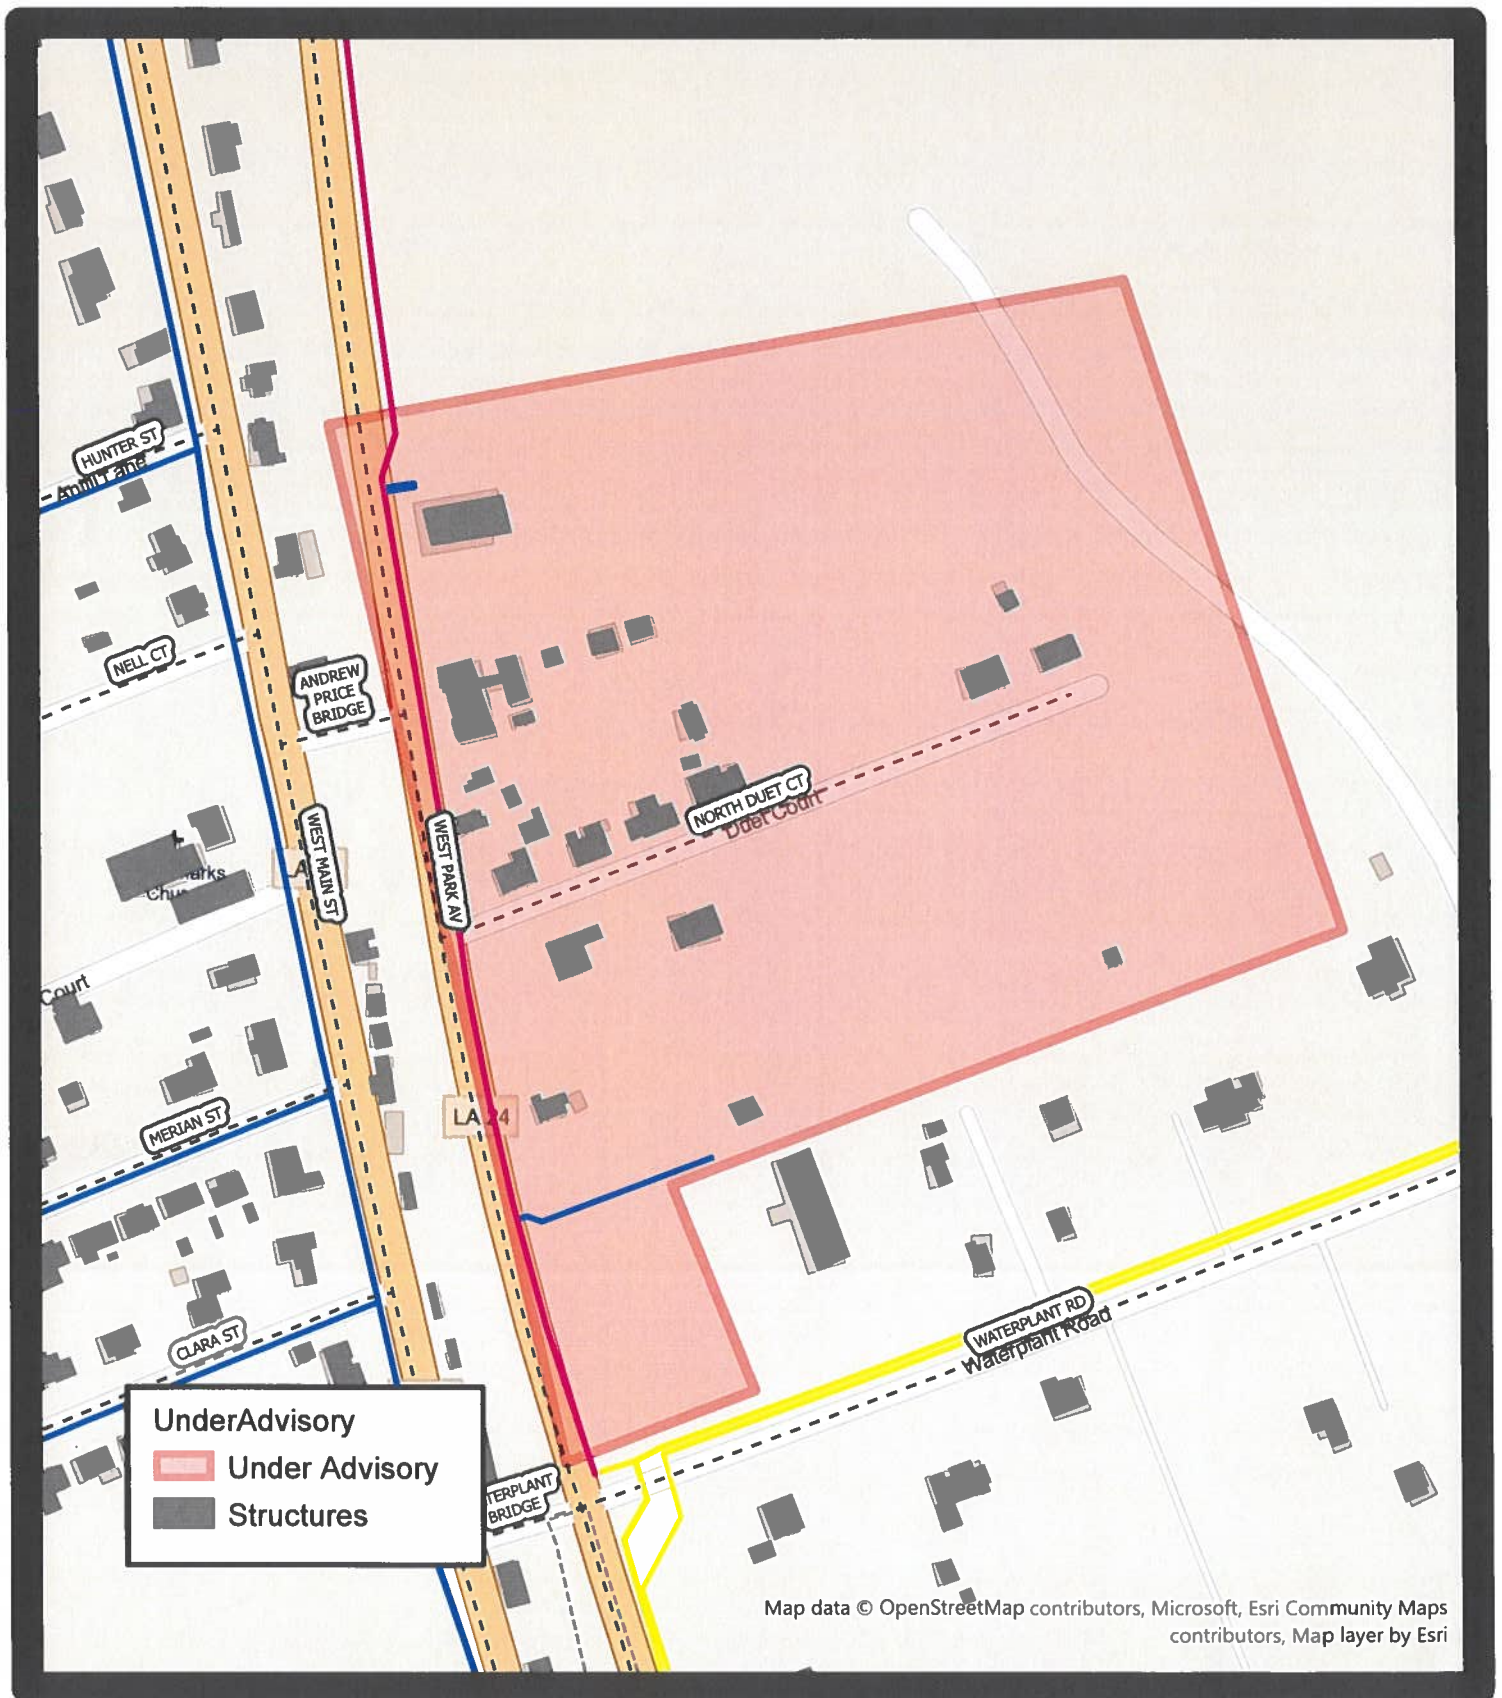 HUNTER ST
NELL CT
ANDREW
PRICE
BRIDGE
WEST MAIN ST
WEST PARK AV
NORTH DUET CT
Duet Court
Court
LA 24
MERIAN ST
CLARA ST
WATERPLANT RD
Waterplant Road
TERPLANT
BRIDGE
UnderAdvisory
Under Advisory
Structures
Map data © OpenStreetMap contributors, Microsoft, Esri Community Maps
contributors, Map layer by Esri